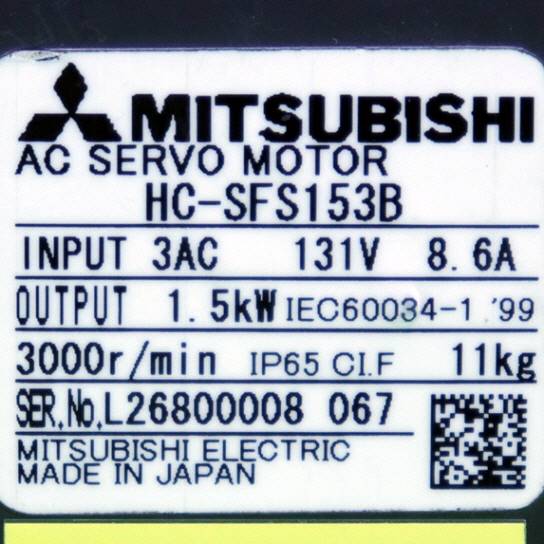 MITSUBISHI
AC SERVO MOTOR
HC-SFS153B
INPUT 3AC 131V 8.6A
OUTPUT 1.5kW IEC60034-1 '99
3000r/min IP65 CI.F 11kg
SER.No.L26800008 067
MITSUBISHI ELECTRIC
MADE IN JAPAN